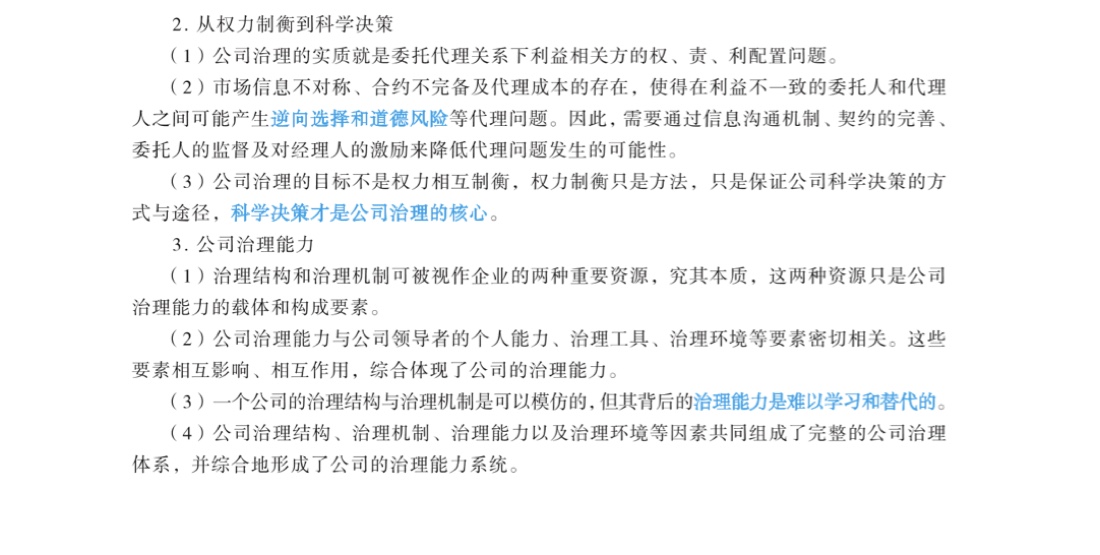 2. 从权力制衡到科学决策
（1）公司治理的实质就是委托代理关系下利益相关方的权、责、利配置问题。
（2）市场信息不对称、合约不完备及代理成本的存在，使得在利益不一致的委托人和代理
人之间可能产生逆向选择和道德风险等代理问题。因此，需要通过信息沟通机制、契约的完善、
委托人的监督及对经理人的激励来降低代理问题发生的可能性。
（3）公司治理的目标不是权力相互制衡，权力制衡只是方法，只是保证公司科学决策的方
式与途径，科学决策才是公司治理的核心。
3. 公司治理能力
（1）治理结构和治理机制可被视作企业的两种重要资源，究其本质，这两种资源只是公司
治理能力的载体和构成要素。
（2）公司治理能力与公司领导者的个人能力、治理工具、治理环境等要素密切相关。这些
要素相互影响、相互作用，综合体现了公司的治理能力。
（3）一个公司的治理结构与治理机制是可以模仿的，但其背后的治理能力是难以学习和替代的。
（4）公司治理结构、治理机制、治理能力以及治理环境等因素共同组成了完整的公司治理
体系，并综合地形成了公司的治理能力系统。